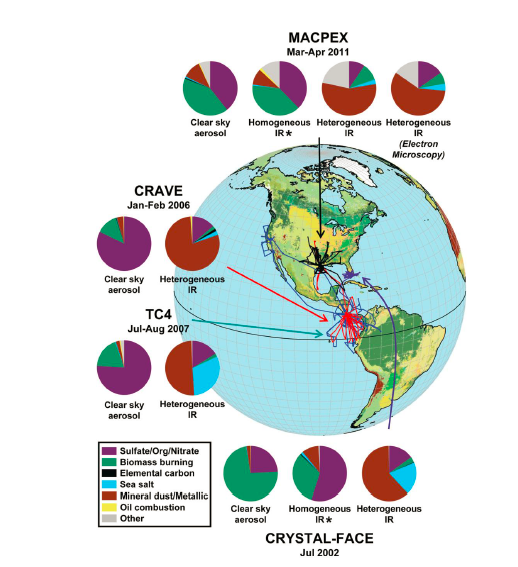 MACPEX
Mar-Apr 2011
Clear sky
aerosol
Homogeneous
IR *
Heterogeneous
IR
Heterogeneous
IR
(Electron
Microscopy)
CRAVE
Jan-Feb 2006
Clear sky
aerosol
Heterogeneous
IR
TC4
Jul-Aug 2007
Clear sky
aerosol
Heterogeneous
IR
Sulfate/Org/Nitrate
Biomass burning
Elemental carbon
Sea salt
Mineral dust/Metallic
Oil combustion
Other
Clear sky
aerosol
Homogeneous
IR *
Heterogeneous
IR
CRYSTAL-FACE
Jul 2002